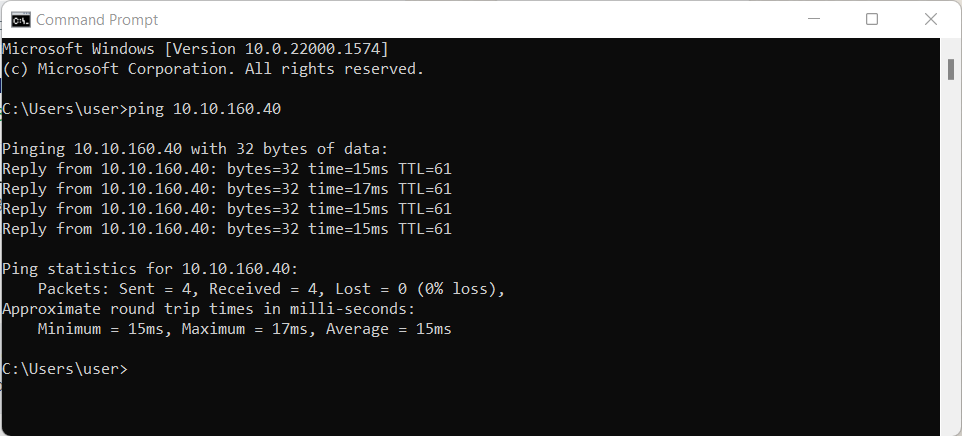 Command Prompt
Microsoft Windows [Version 10.0.22000.1574]
(c) Microsoft Corporation. All rights reserved.
C:\Users\user>ping 10.10.160.40
Pinging 10.10.160.40 with 32 bytes of data:
Reply from 10.10.160.40: bytes=32 time=15ms TTL=61
Reply from 10.10.160.40: bytes=32 time=17ms TTL=61
Reply from 10.10.160.40: bytes=32 time=15ms TTL=61
Reply from 10.10.160.40: bytes=32 time=15ms TTL=61
Ping statistics for 10.10.160.40:
    Packets: Sent = 4, Received = 4, Lost = 0 (0% loss),
Approximate round trip times in milli-seconds:
    Minimum = 15ms, Maximum = 17ms, Average = 15ms
C:\Users\user>